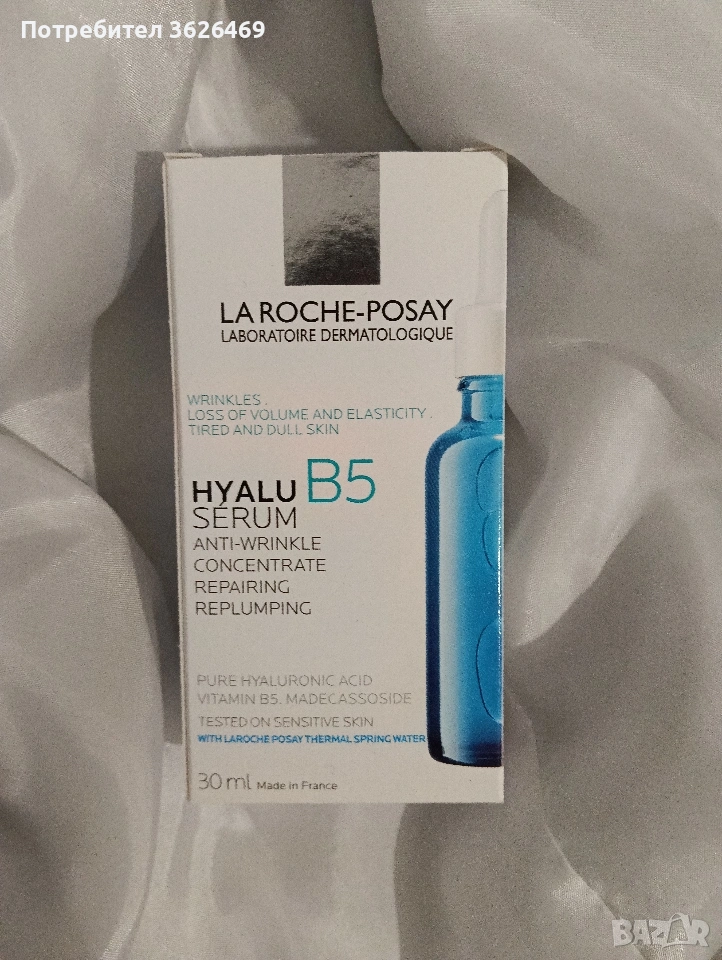 Потребител 3626469
LA ROCHE-POSAY
LABORATOIRE DERMATOLOGIQUE
WRINKLES .
LOSS OF VOLUME AND ELASTICITY .
TIRED AND DULL SKIN
HYALU B5
SÉRUM
ANTI-WRINKLE
CONCENTRATE
REPAIRING
REPLUMPING
PURE HYALURONIC ACID
VITAMIN B5. MADECASSOSIDE
TESTED ON SENSITIVE SKIN
WITH LAROCHE POSAY THERMAL SPRING WATER
30 ml Made in France
BAZAR